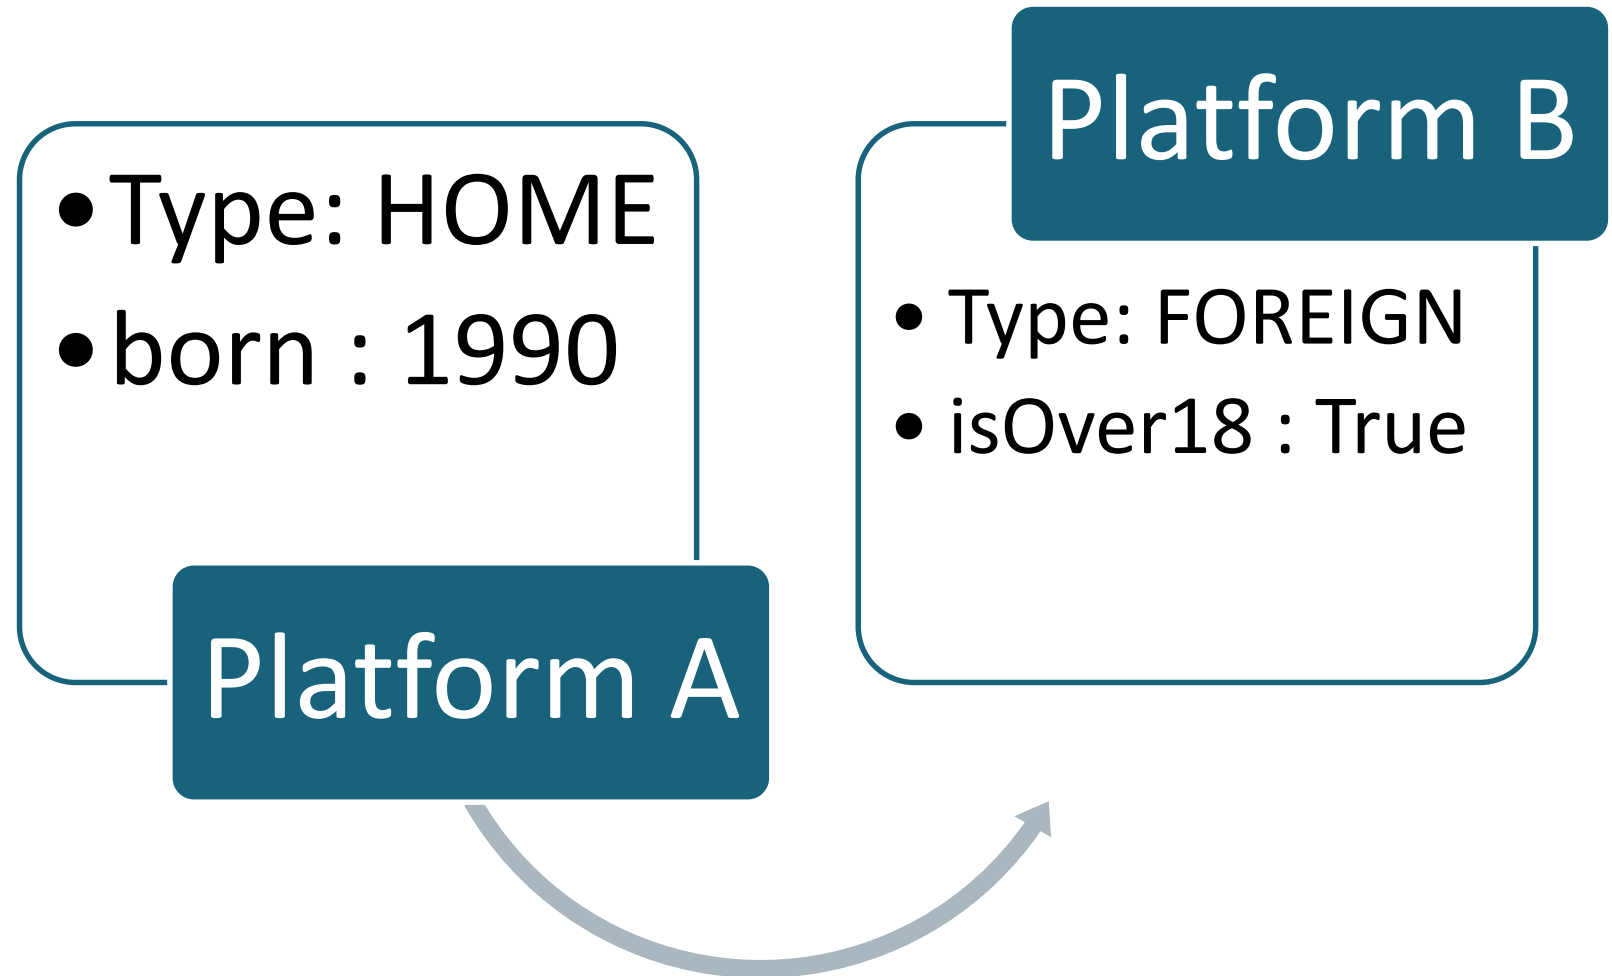 •Type: HOME
•born : 1990
Platform A
Platform B
• Type: FOREIGN
• isOver18 : True